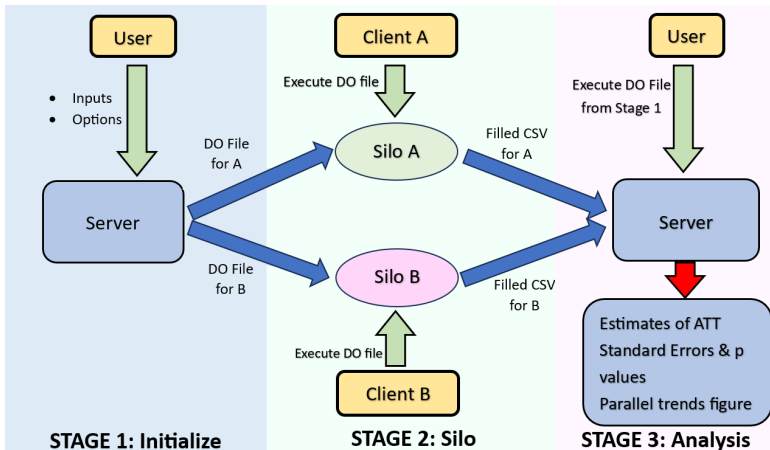 User
Inputs
Options
Server
STAGE 1: Initialize
DO File
for A
DO File
for B
Client A
Execute DO file
Silo A
Silo B
Execute DO file
Client B
STAGE 2: Silo
Filled CSV
for A
Filled CSV
for B
User
Execute DO File
from Stage 1
Server
Estimates of ATT
Standard Errors & p
values
Parallel trends figure
STAGE 3: Analysis